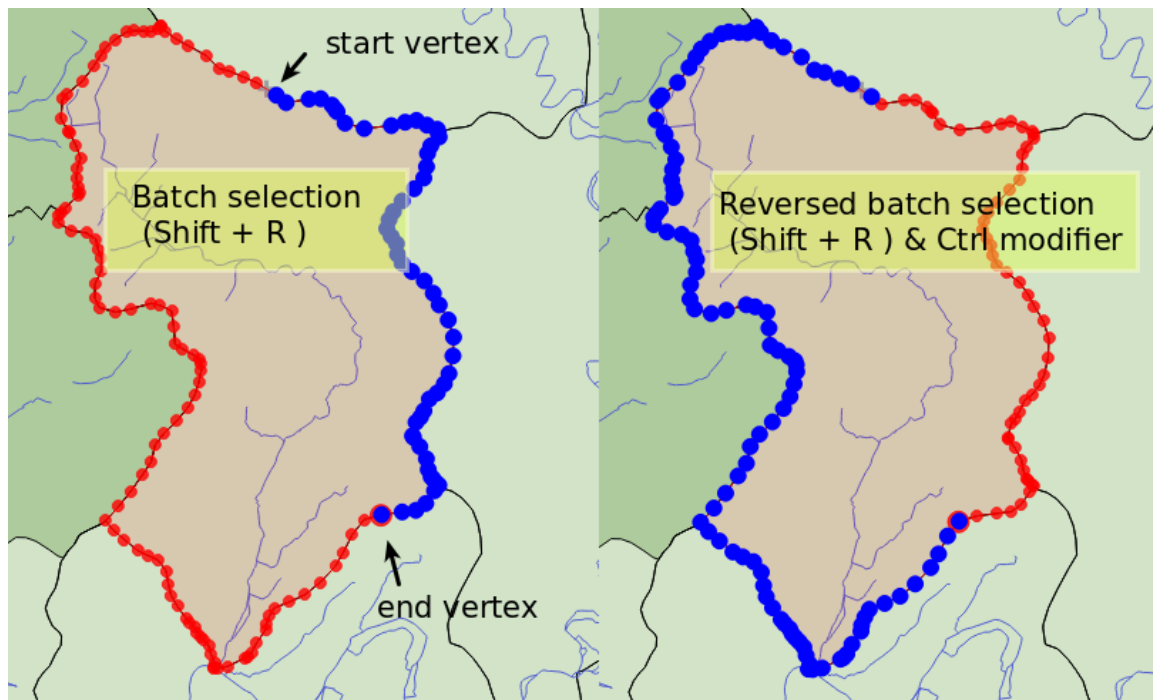 start vertex
Batch selection
(Shift + R )
end vertex
Reversed batch selection
(Shift + R ) & Ctrl modifier